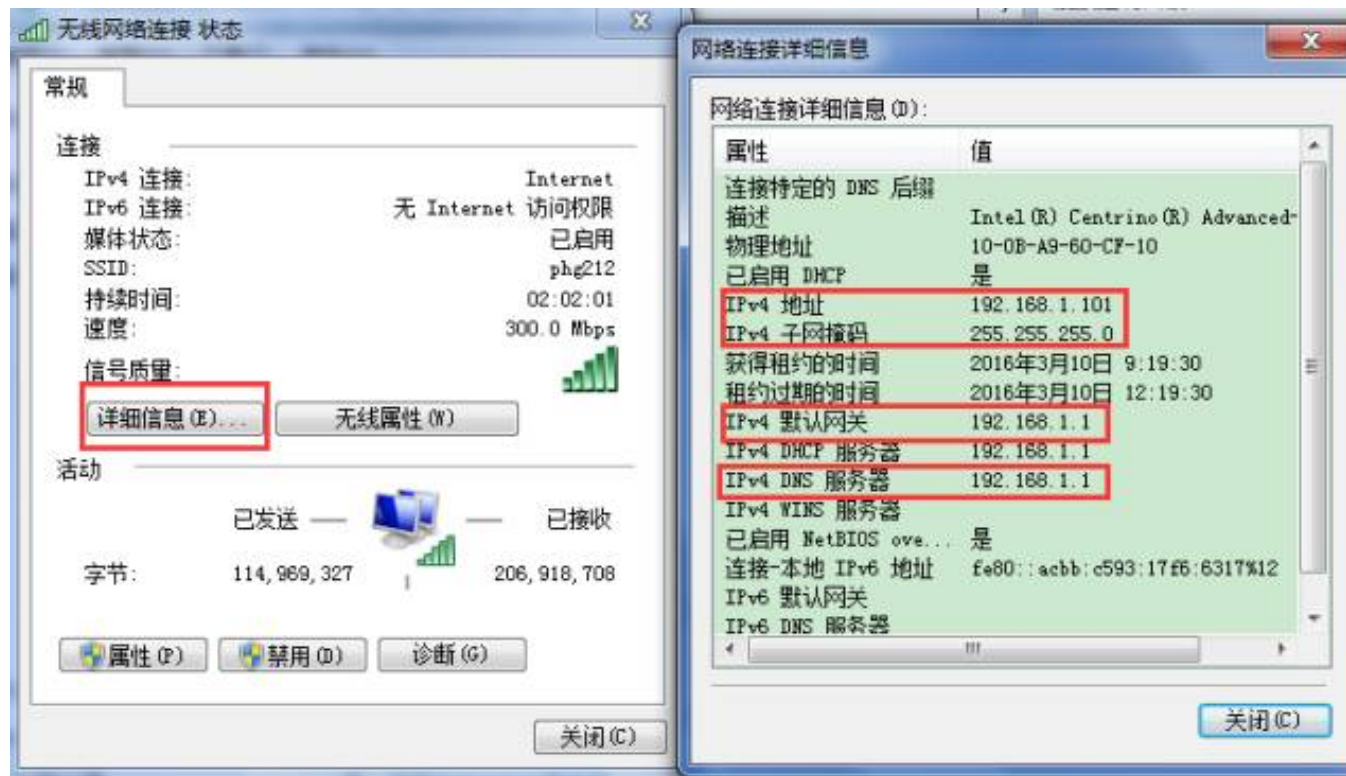 无线网络连接 状态
常规
连接
IPv4 连接: Internet
IPv6 连接: 无 Internet 访问权限
媒体状态: 已启用
SSID: phg212
持续时间: 02:02:01
速度: 300.0 Mbps
信号质量:
详细信息(E)... 无线属性(W)
活动
已发送 — — 已接收
字节: 114,969,327 206,918,708
属性(P) 禁用(D) 诊断(G)
关闭(C)
网络连接详细信息
网络连接详细信息(D):
属性 值
连接特定的 DNS 后缀
描述 Intel(R) Centrino(R) Advanced-
物理地址 10-0B-A9-60-CF-10
已启用 DHCP 是
IPv4 地址 192.168.1.101
IPv4 子网掩码 255.255.255.0
获得租约的时间 2016年3月10日 9:19:30
租约过期的时间 2016年3月10日 12:19:30
IPv4 默认网关 192.168.1.1
IPv4 DHCP 服务器 192.168.1.1
IPv4 DNS 服务器 192.168.1.1
IPv4 WINS 服务器
已启用 NetBIOS ove... 是
连接-本地 IPv6 地址 fe80::acbb:c593:17f6:6317%12
IPv6 默认网关
IPv6 DNS 服务器
关闭(C)